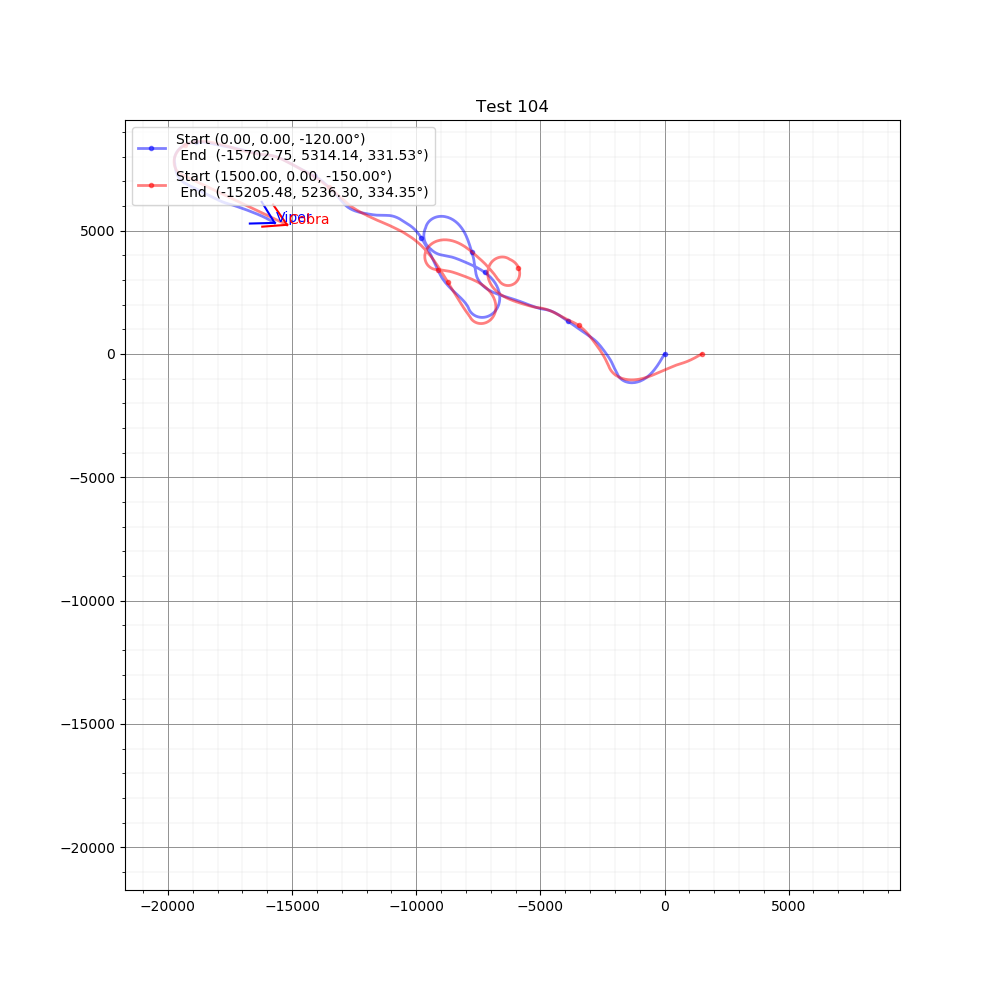 Test 104
Start (0.00, 0.00, -120.00°)
End (-15702.75, 5314.14, 331.53°)
Start (1500.00, 0.00, -150.00°)
End (-15205.48, 5236.30, 334.35°)
Viper
Cobra
5000
0
−5000
−10000
−15000
−20000
−20000 −15000 −10000 −5000 0 5000